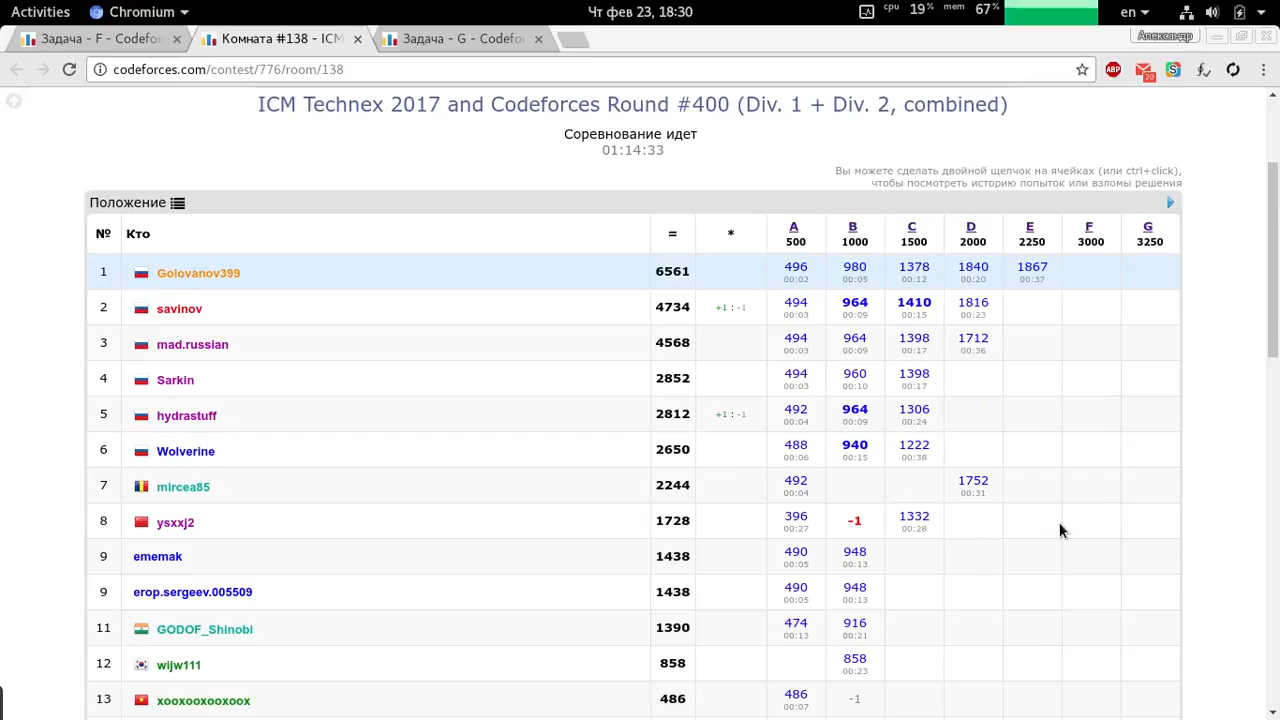 Activities Chromium Чт фев 23, 18:30 cpu 19% mem 67% en
Задача - F - Codefo Комната #138 - ICM Задача - G - Codefo Александр
codeforces.com/contest/776/room/138 ABP 20
ICM Technex 2017 and Codeforces Round #400 (Div. 1 + Div. 2, combined)
Соревнование идет
01:14:33
Вы можете сделать двойной щелчок на ячейках (или ctrl+click),
чтобы посмотреть историю попыток или взломы решения
Положение
№ Кто = * A B C D E F G
500 1000 1500 2000 2250 3000 3250
1 Golovanov399 6561 496 980 1378 1840 1867
00:02 00:05 00:12 00:20 00:37
2 savinov 4734 +1 : -1 494 964 1410 1816
00:03 00:09 00:15 00:23
3 mad.russian 4568 494 964 1398 1712
00:03 00:09 00:17 00:36
4 Sarkin 2852 494 960 1398
00:03 00:10 00:17
5 hydrastuff 2812 +1 : -1 492 964 1306
00:04 00:09 00:24
6 Wolverine 2650 488 940 1222
00:06 00:15 00:38
7 mircea85 2244 492 1752
00:04 00:31
8 ysxxj2 1728 396 -1 1332
00:27 00:28
9 ememak 1438 490 948
00:05 00:13
9 erop.sergeev.005509 1438 490 948
00:05 00:13
11 GODOF_Shinobi 1390 474 916
00:13 00:21
12 wijw111 858 858
00:23
13 xooxooxooxoox 486 486 -1
00:07